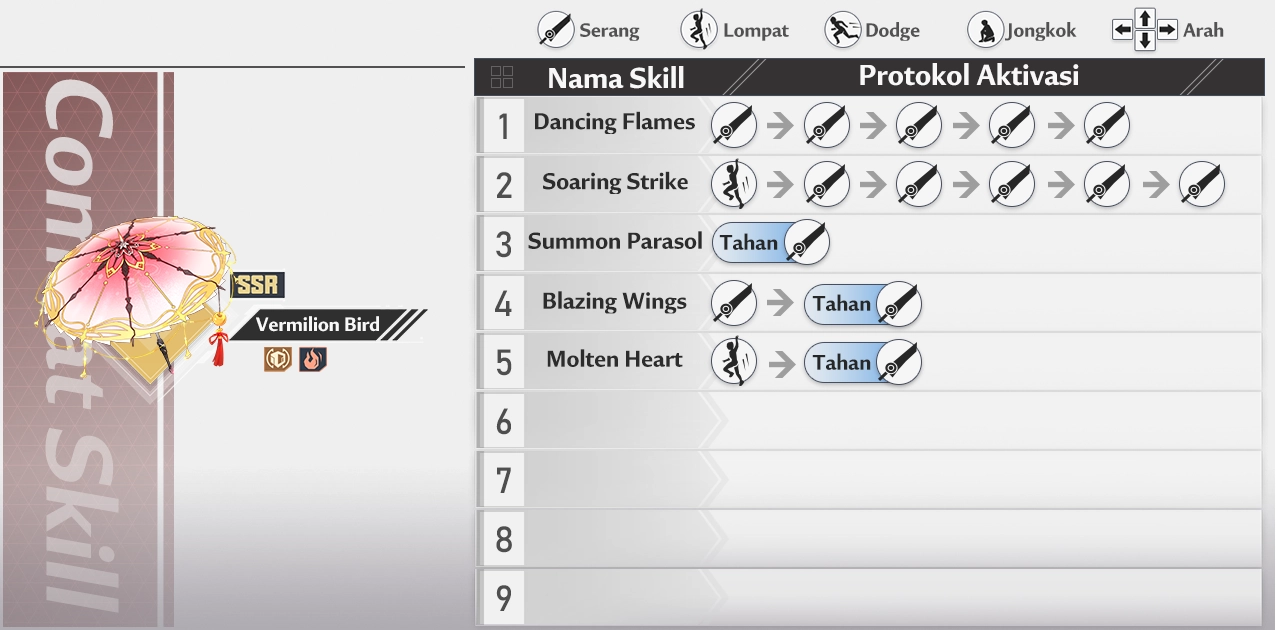 Serang
Lompat
Dodge
Jongkok
Arah
Nama Skill
Protokol Aktivasi
Combat Skill
SSR
Vermilion Bird
1 Dancing Flames
2 Soaring Strike
3 Summon Parasol Tahan
4 Blazing Wings Tahan
5 Molten Heart Tahan
6
7
8
9